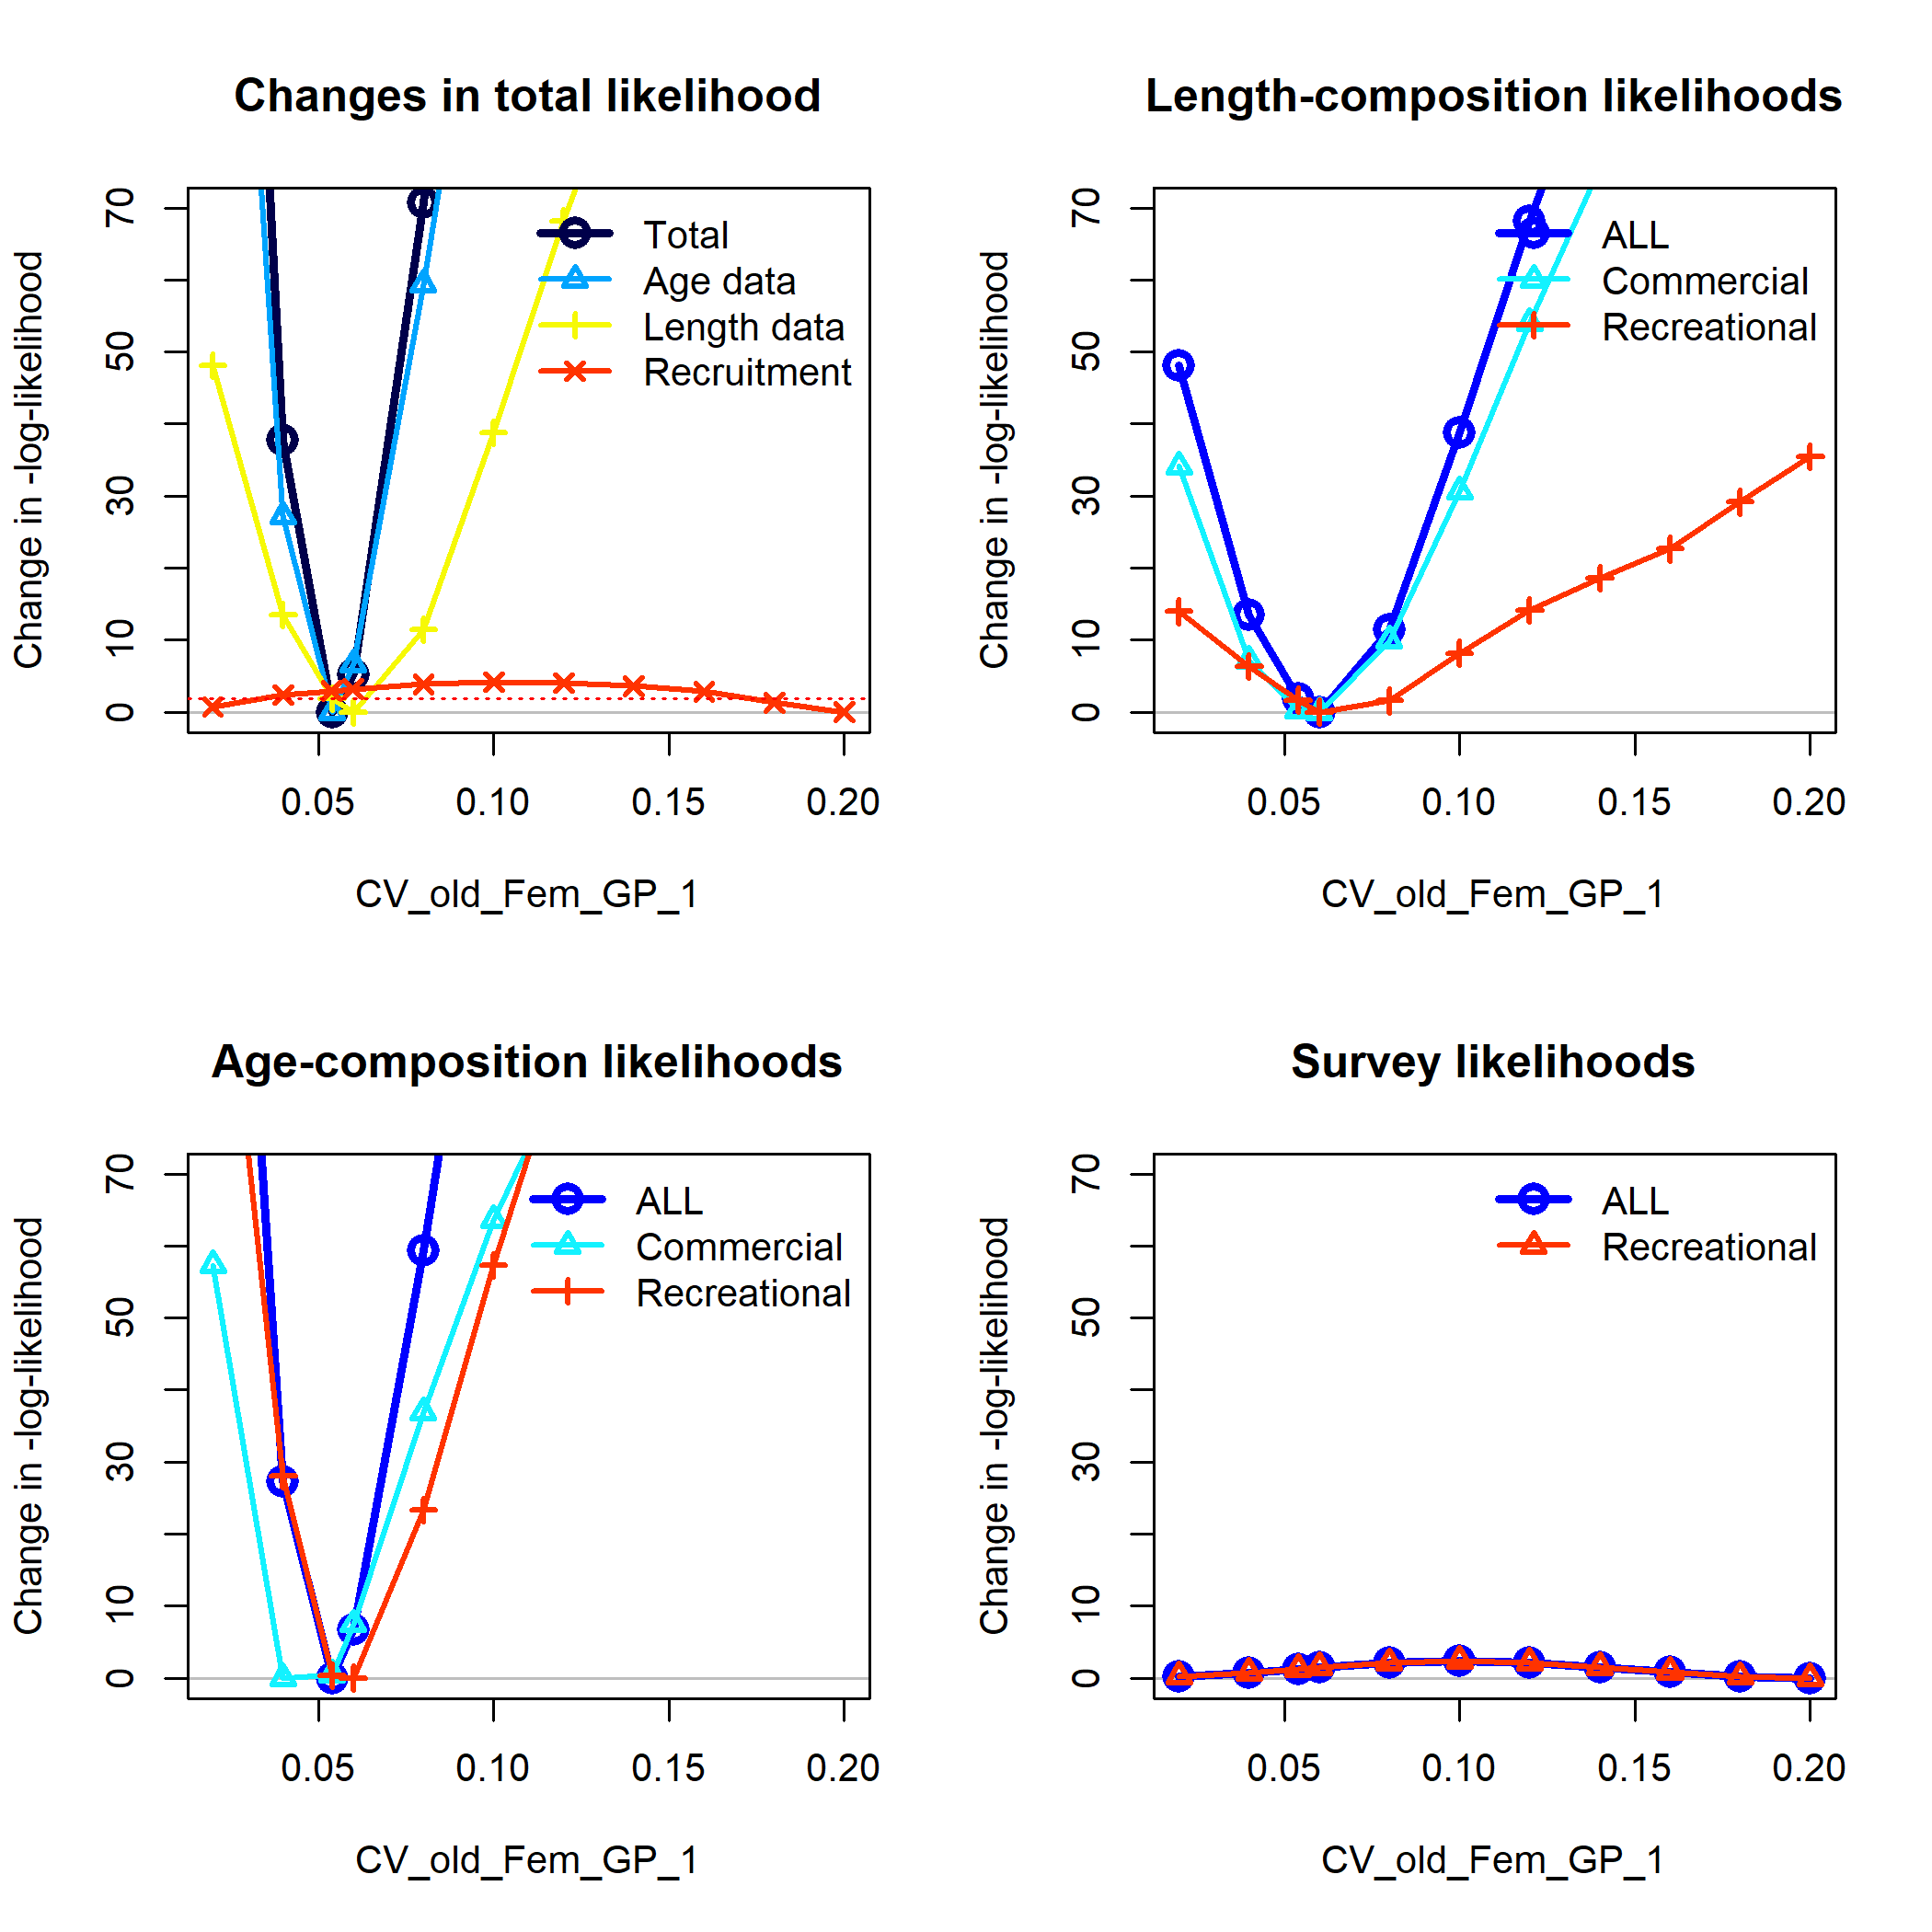 Changes in total likelihood
Change in -log-likelihood
70
50
30
10
0
Total
Age data
Length data
Recruitment
0.05 0.10 0.15 0.20
CV_old_Fem_GP_1
Length-composition likelihoods
Change in -log-likelihood
70
50
30
10
0
ALL
Commercial
Recreational
0.05 0.10 0.15 0.20
CV_old_Fem_GP_1
Age-composition likelihoods
Change in -log-likelihood
70
50
30
10
0
ALL
Commercial
Recreational
0.05 0.10 0.15 0.20
CV_old_Fem_GP_1
Survey likelihoods
Change in -log-likelihood
70
50
30
10
0
ALL
Recreational
0.05 0.10 0.15 0.20
CV_old_Fem_GP_1